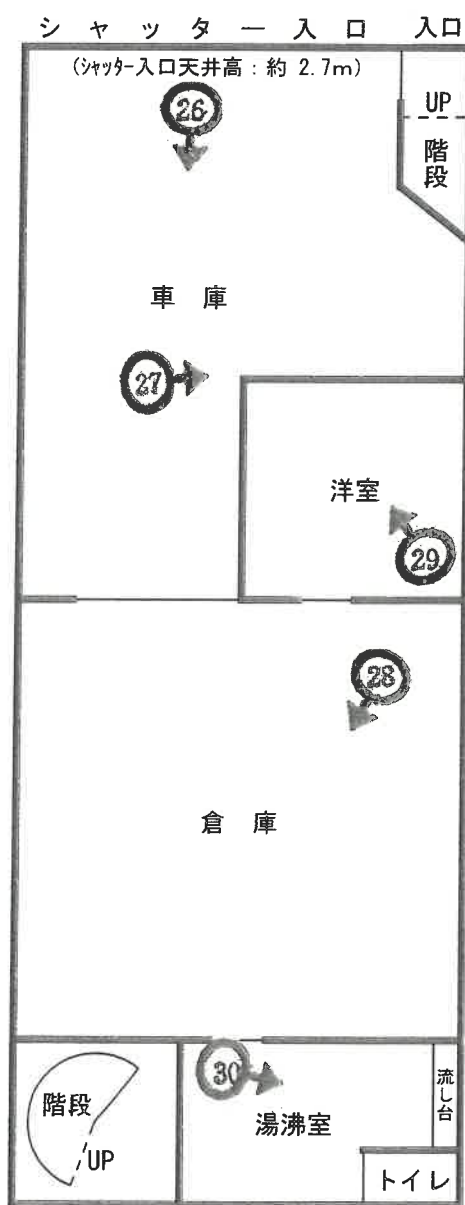 シャッター入口 入口
(シャッター入口天井高：約 2.7m)
26
UP
階段
車 庫
27
洋室
29
28
倉 庫
30
流し台
階段
湯沸室
UP
トイレ